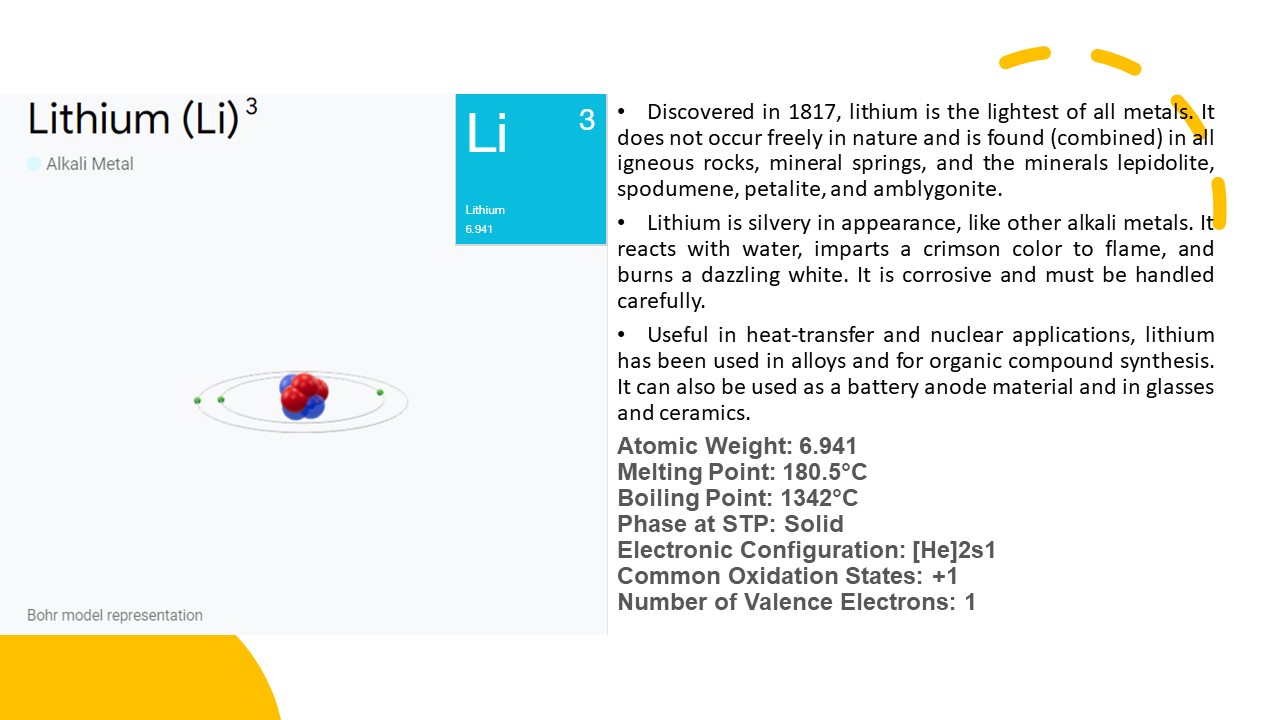 Lithium (Li) 3
Alkali Metal
Li 3
Lithium
6.941
Bohr model representation
• Discovered in 1817, lithium is the lightest of all metals. It
does not occur freely in nature and is found (combined) in all
igneous rocks, mineral springs, and the minerals lepidolite,
spodumene, petalite, and amblygonite.
• Lithium is silvery in appearance, like other alkali metals. It
reacts with water, imparts a crimson color to flame, and
burns a dazzling white. It is corrosive and must be handled
carefully.
• Useful in heat-transfer and nuclear applications, lithium
has been used in alloys and for organic compound synthesis.
It can also be used as a battery anode material and in glasses
and ceramics.
Atomic Weight: 6.941
Melting Point: 180.5°C
Boiling Point: 1342°C
Phase at STP: Solid
Electronic Configuration: [He]2s1
Common Oxidation States: +1
Number of Valence Electrons: 1